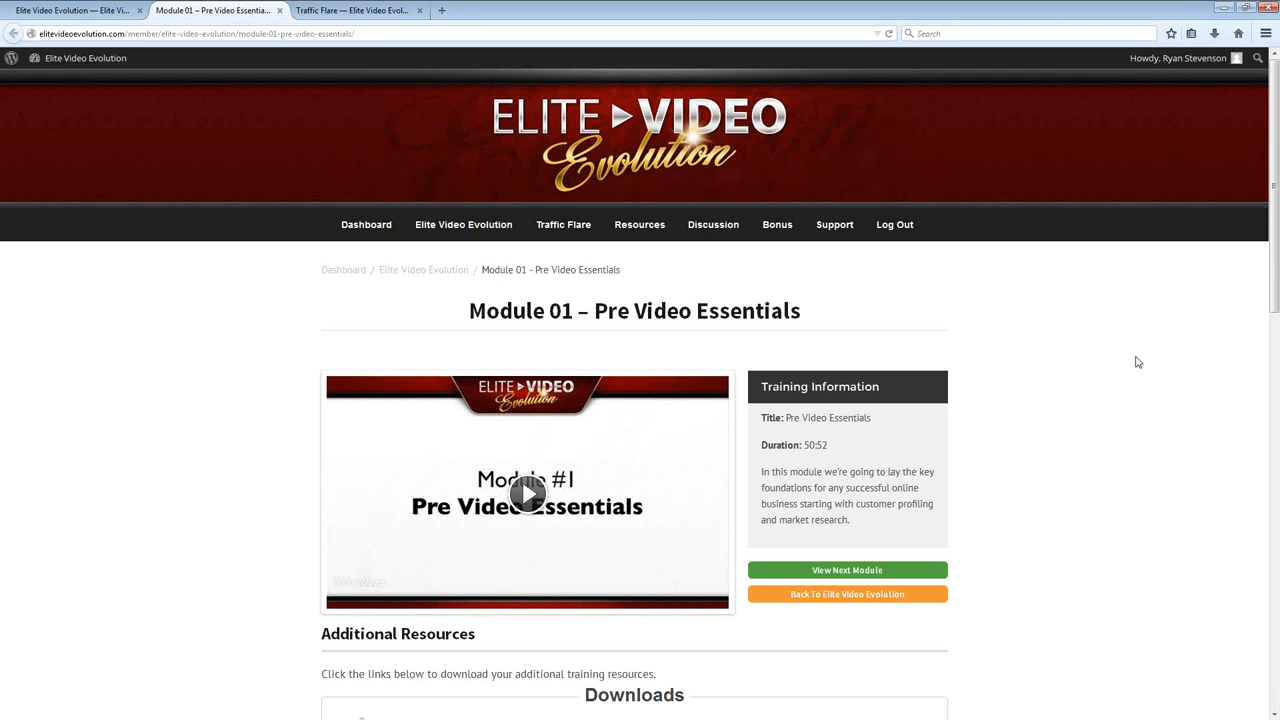 Elite Video Evolution — Elite Vi...
Module 01 – Pre Video Essentia...
Traffic Flare — Elite Video Evol...
elitevideoevolution.com/member/elite-video-evolution/module-01-pre-video-essentials/
Search
Elite Video Evolution
Howdy, Ryan Stevenson
ELITE VIDEO
Evolution
Dashboard
Elite Video Evolution
Traffic Flare
Resources
Discussion
Bonus
Support
Log Out
Dashboard / Elite Video Evolution / Module 01 - Pre Video Essentials
Module 01 – Pre Video Essentials
ELITE VIDEO
Evolution
Module #1
Pre Video Essentials
Training Information
Title: Pre Video Essentials
Duration: 50:52
In this module we're going to lay the key
foundations for any successful online
business starting with customer profiling
and market research.
View Next Module
Back To Elite Video Evolution
Additional Resources
Click the links below to download your additional training resources.
Downloads